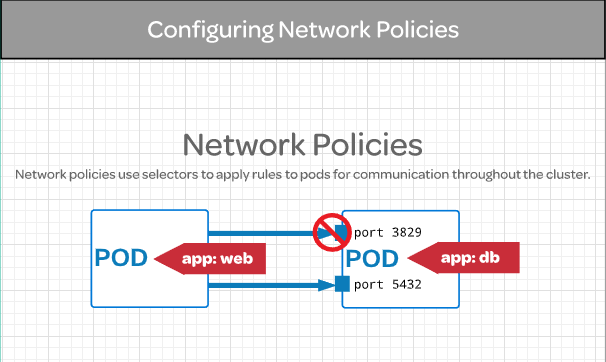 Configuring Network Policies
Network Policies
Network policies use selectors to apply rules to pods for communication throughout the cluster.
port 3829
POD
app: web
POD
app: db
port 5432